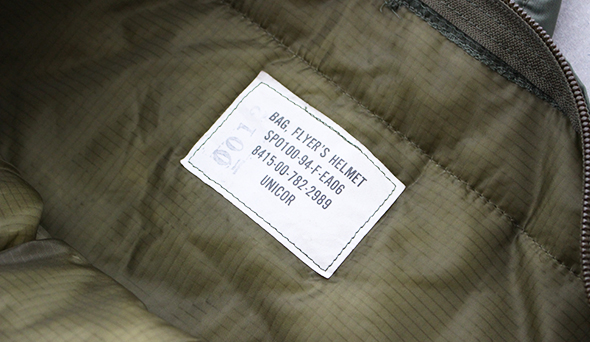 BAG, FLYER'S HELMET
SP0100-94-F-EA06
8415-00-782-2989
UNICOR